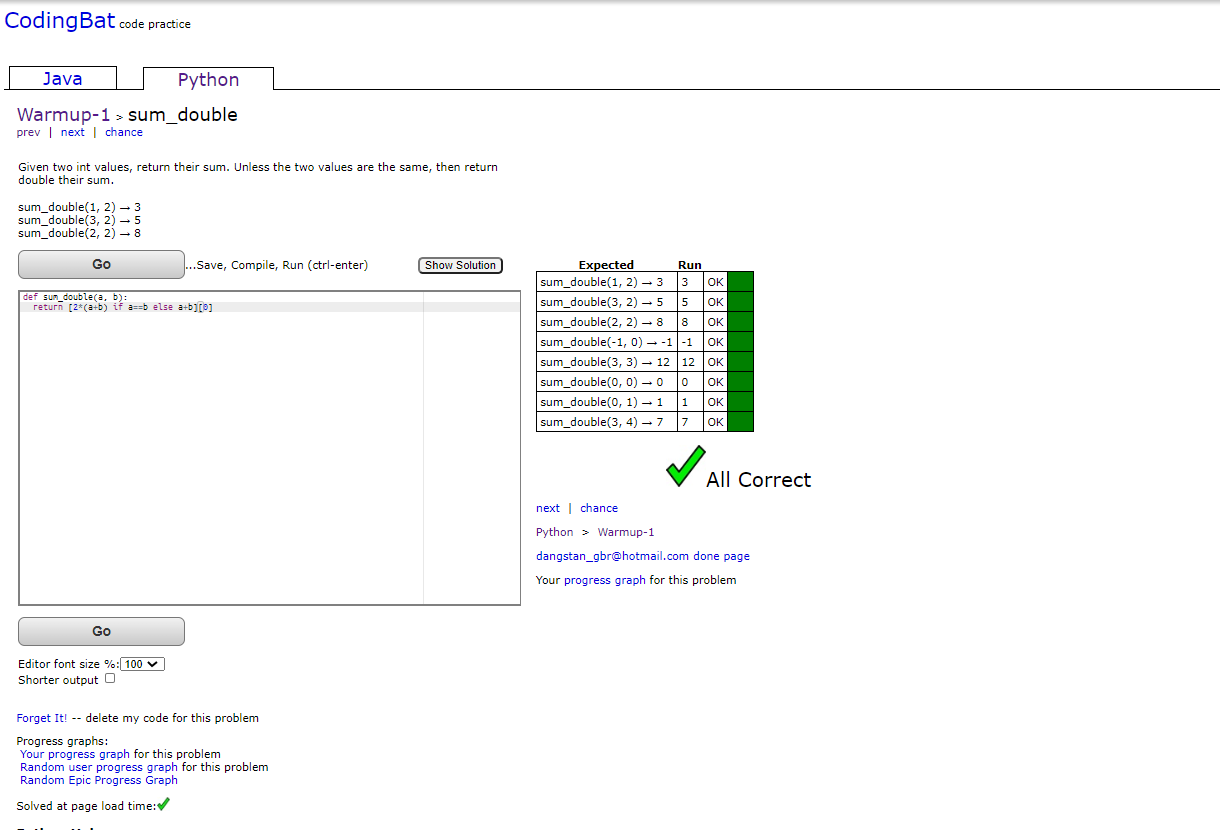 CodingBat code practice
Java
Python
Warmup-1 > sum_double
prev | next | chance
Given two int values, return their sum. Unless the two values are the same, then return
double their sum.
sum_double(1, 2) → 3
sum_double(3, 2) → 5
sum_double(2, 2) → 8
Go
...Save, Compile, Run (ctrl-enter)
Show Solution
def sum_double(a, b):
  return [2*(a+b) if a==b else a+b][0]
Expected Run
sum_double(1, 2) → 3 3 OK
sum_double(3, 2) → 5 5 OK
sum_double(2, 2) → 8 8 OK
sum_double(-1, 0) → -1 -1 OK
sum_double(3, 3) → 12 12 OK
sum_double(0, 0) → 0 0 OK
sum_double(0, 1) → 1 1 OK
sum_double(3, 4) → 7 7 OK
All Correct
next | chance
Python > Warmup-1
dangstan_gbr@hotmail.com done page
Your progress graph for this problem
Go
Editor font size %: 100
Shorter output
Forget It! -- delete my code for this problem
Progress graphs:
Your progress graph for this problem
Random user progress graph for this problem
Random Epic Progress Graph
Solved at page load time: